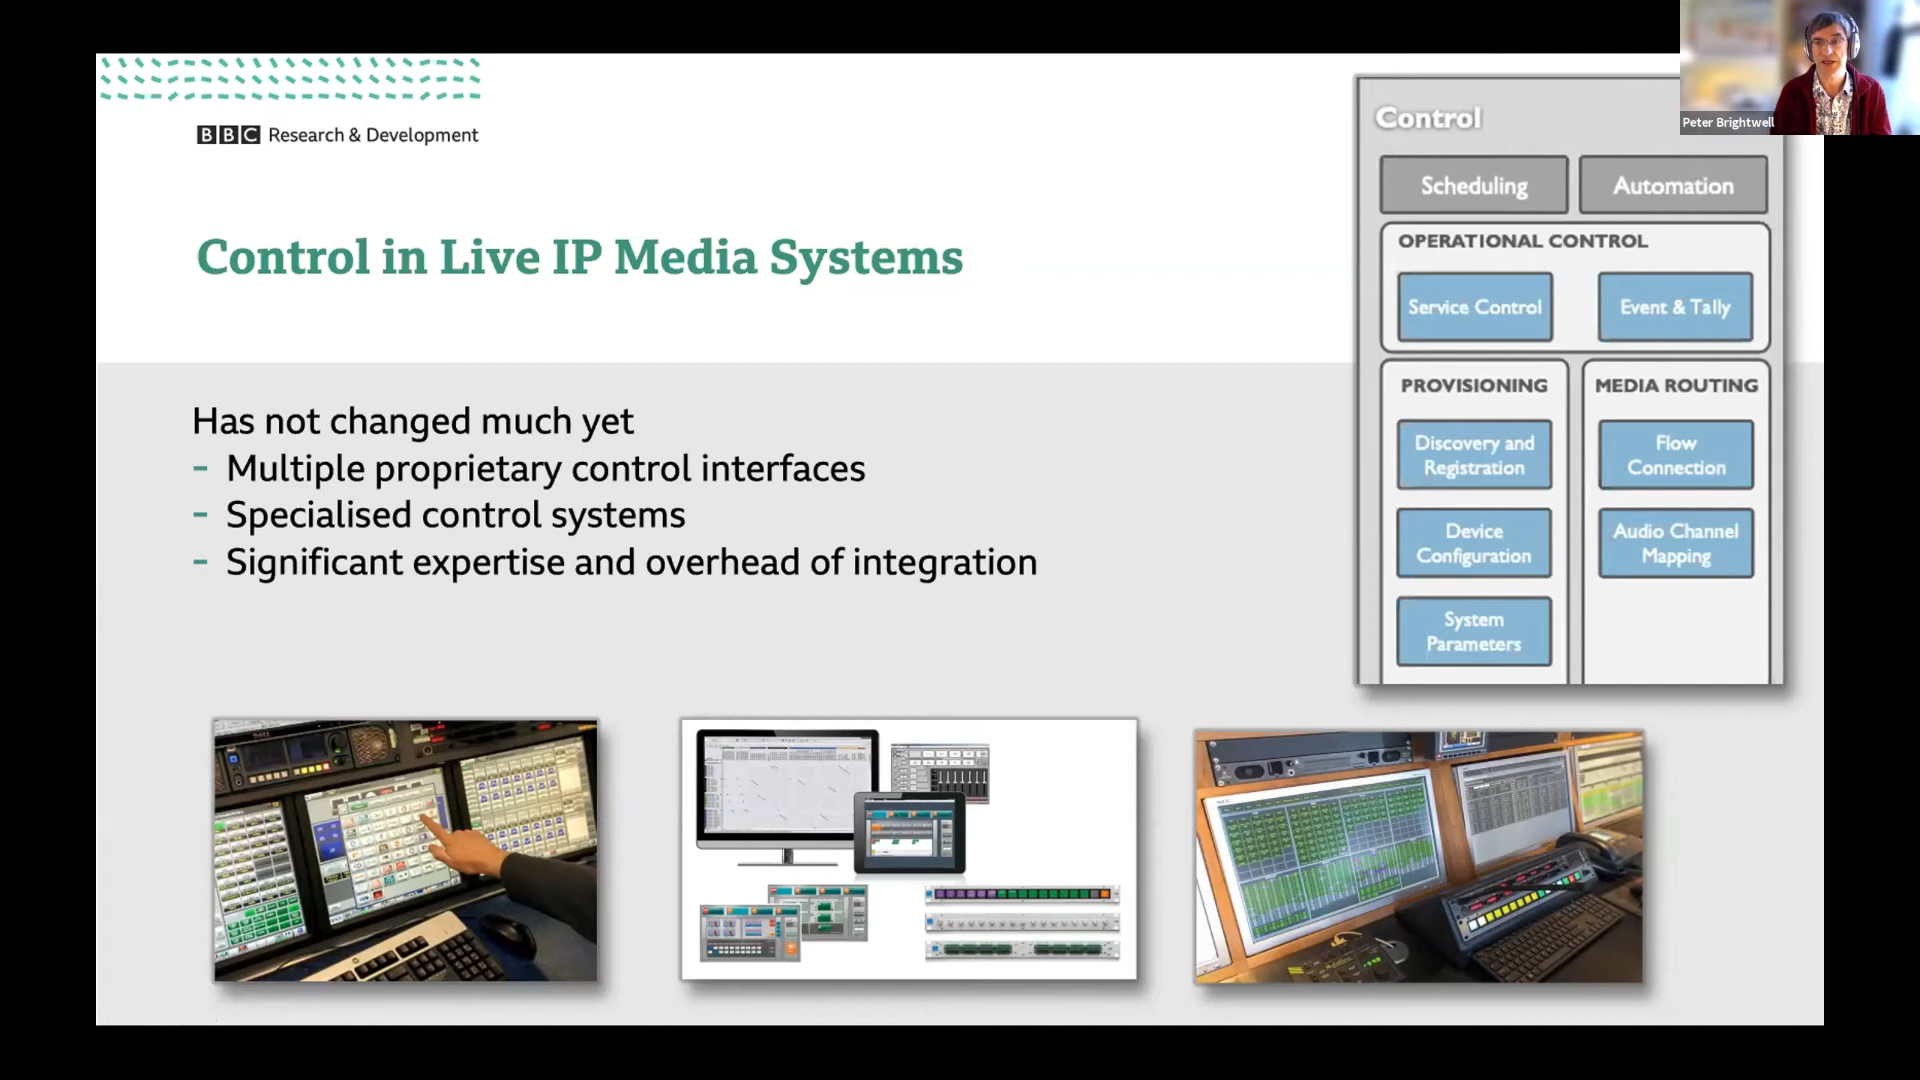 BBC Research & Development
Control in Live IP Media Systems
Has not changed much yet
- Multiple proprietary control interfaces
- Specialised control systems
- Significant expertise and overhead of integration
Control
Scheduling
Automation
OPERATIONAL CONTROL
Service Control
Event & Tally
PROVISIONING
Discovery and
Registration
Device
Configuration
System
Parameters
MEDIA ROUTING
Flow
Connection
Audio Channel
Mapping
Peter Brightwell